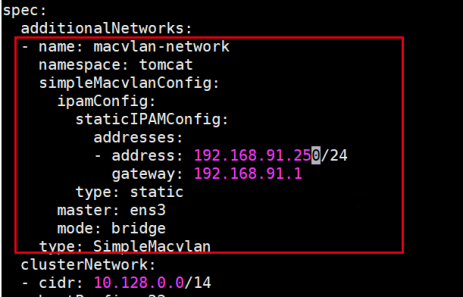 spec:
  additionalNetworks:
  - name: macvlan-network
    namespace: tomcat
    simpleMacvlanConfig:
      ipamConfig:
        staticIPAMConfig:
          addresses:
          - address: 192.168.91.250/24
            gateway: 192.168.91.1
        type: static
      master: ens3
      mode: bridge
    type: SimpleMacvlan
  clusterNetwork:
  - cidr: 10.128.0.0/14